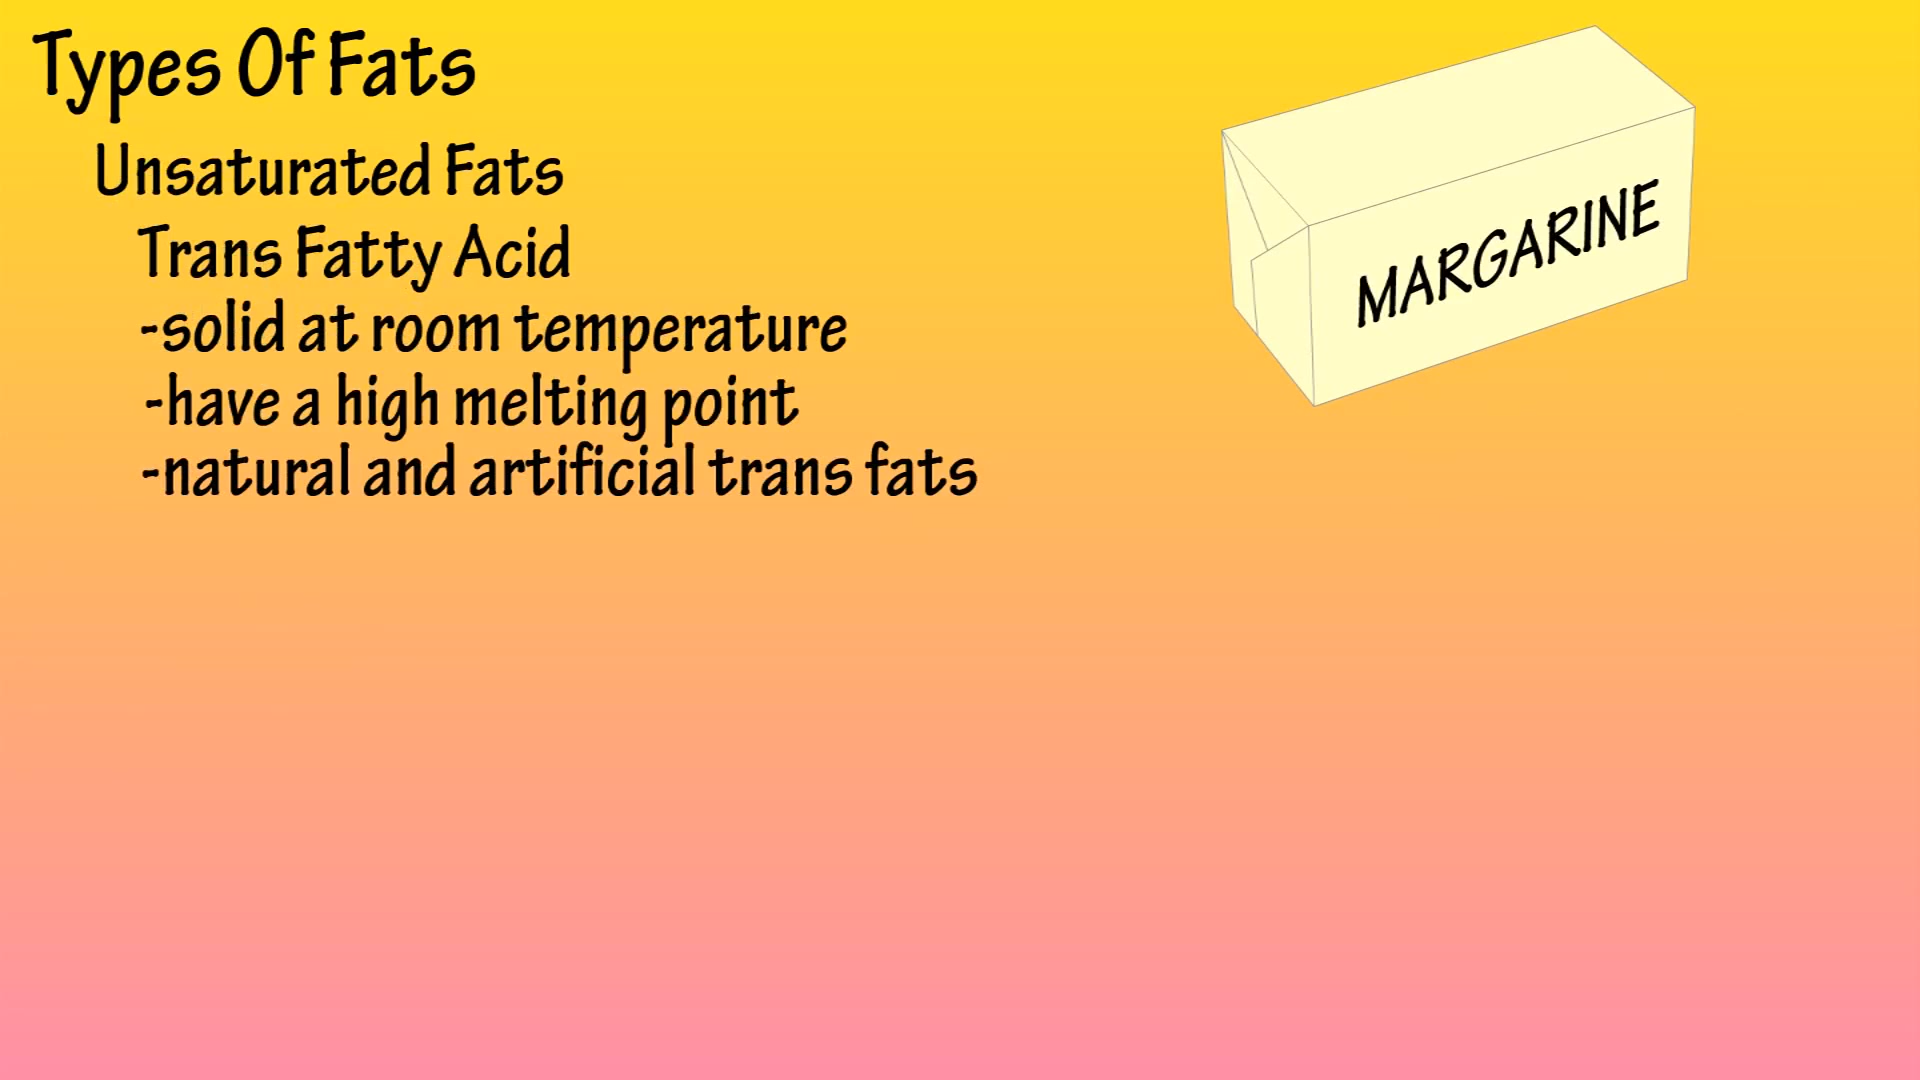 Types Of Fats
Unsaturated Fats
Trans Fatty Acid
-solid at room temperature
-have a high melting point
-natural and artificial trans fats
MARGARINE